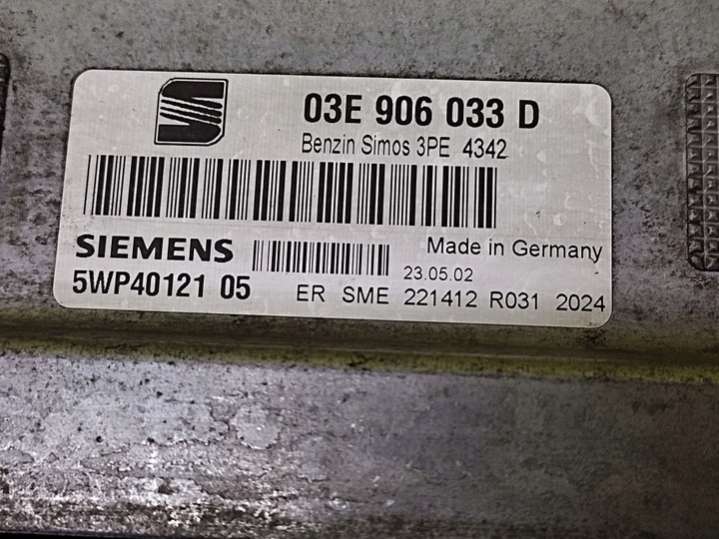 03E 906 033 D
Benzin Simos 3PE 4342
SIEMENS
Made in Germany
5WP40121 05
23.05.02
ER SME 221412 R031 2024